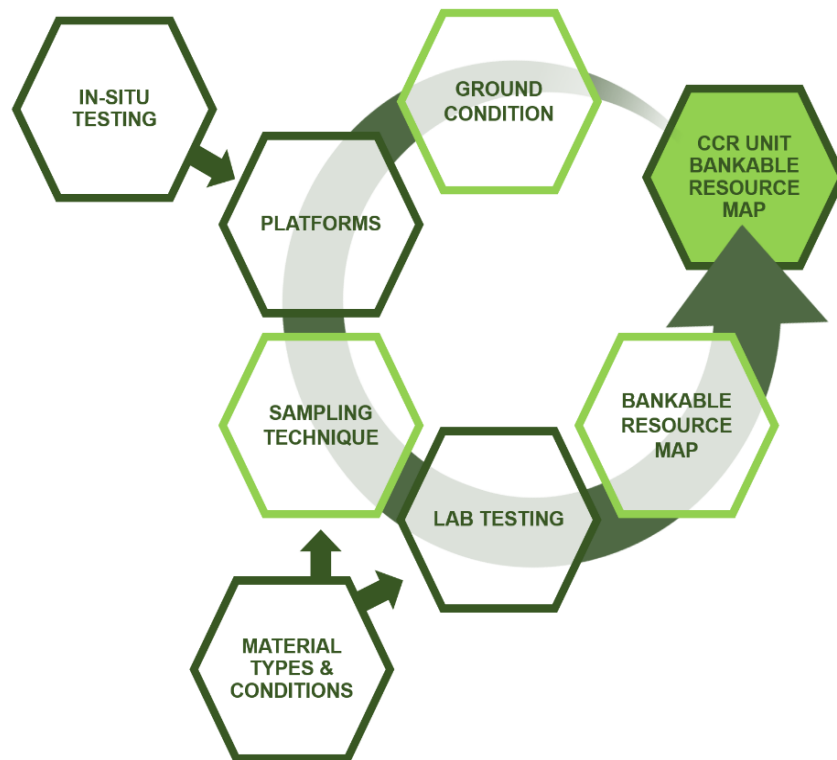 IN-SITU
TESTING
GROUND
CONDITION
CCR UNIT
BANKABLE
RESOURCE
MAP
PLATFORMS
SAMPLING
TECHNIQUE
BANKABLE
RESOURCE
MAP
LAB TESTING
MATERIAL
TYPES &
CONDITIONS